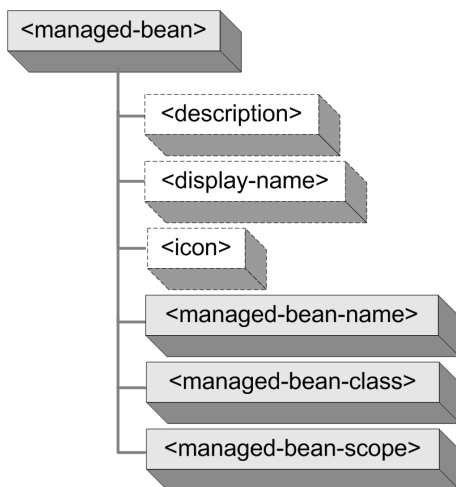 <managed-bean>
<description>
<display-name>
<icon>
<managed-bean-name>
<managed-bean-class>
<managed-bean-scope>